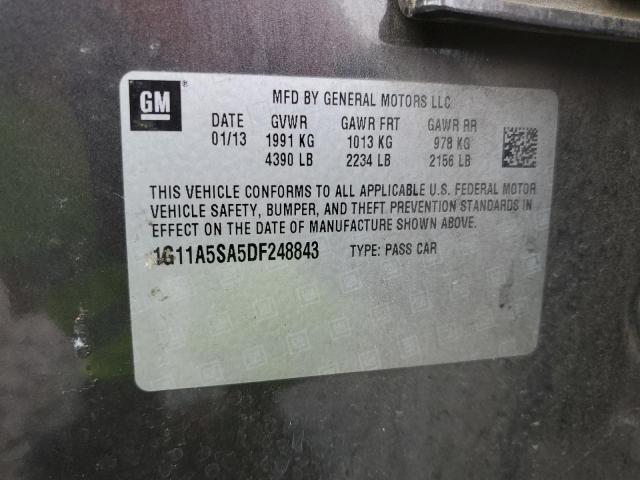 GM ®
MFD BY GENERAL MOTORS LLC
DATE GVWR GAWR FRT GAWR RR
01/13 1991 KG 1013 KG 978 KG
4390 LB 2234 LB 2156 LB
THIS VEHICLE CONFORMS TO ALL APPLICABLE U.S. FEDERAL MOTOR
VEHICLE SAFETY, BUMPER, AND THEFT PREVENTION STANDARDS IN
EFFECT ON THE DATE OF MANUFACTURE SHOWN ABOVE.
1G11A5SA5DF248843 TYPE: PASS CAR